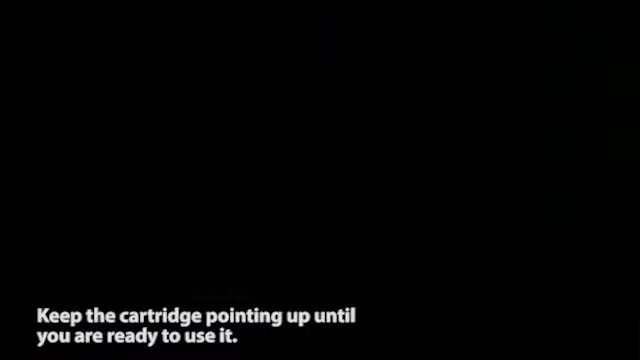 Keep the cartridge pointing up until
you are ready to use it.